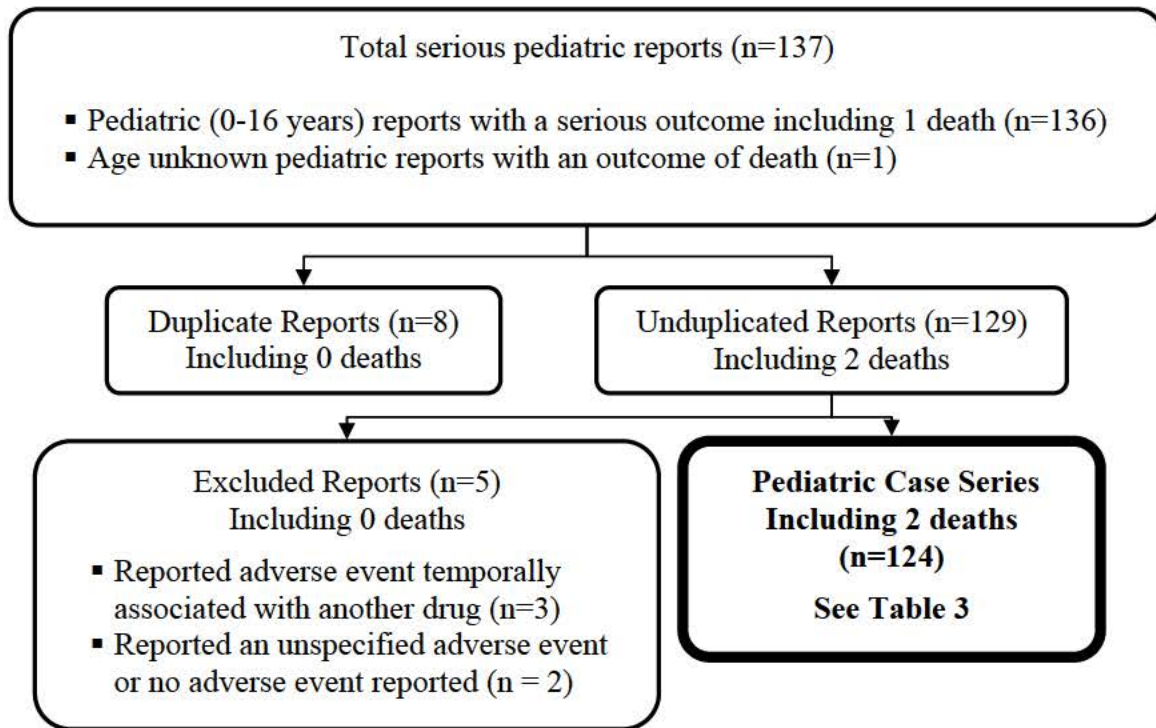 Total serious pediatric reports (n=137)
▪ Pediatric (0-16 years) reports with a serious outcome including 1 death (n=136)
▪ Age unknown pediatric reports with an outcome of death (n=1)
Duplicate Reports (n=8)
Including 0 deaths
Unduplicated Reports (n=129)
Including 2 deaths
Excluded Reports (n=5)
Including 0 deaths
▪ Reported adverse event temporally
associated with another drug (n=3)
▪ Reported an unspecified adverse event
or no adverse event reported (n = 2)
Pediatric Case Series
Including 2 deaths
(n=124)
See Table 3